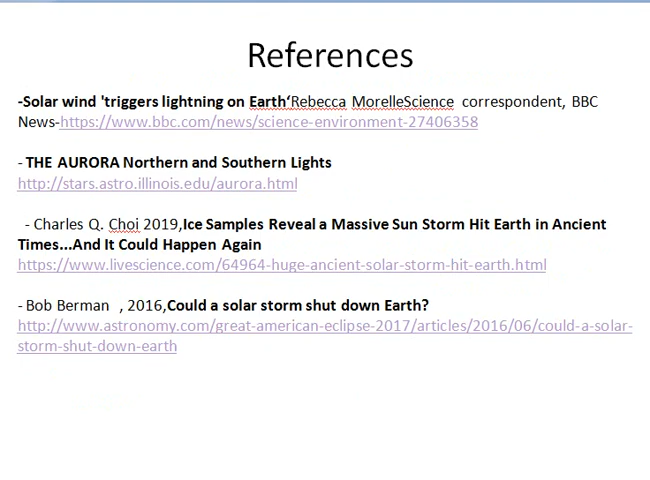 References
-Solar wind 'triggers lightning on Earth‘Rebecca MorelleScience correspondent, BBC
News-https://www.bbc.com/news/science-environment-27406358
- THE AURORA Northern and Southern Lights
http://stars.astro.illinois.edu/aurora.html
- Charles Q. Choi 2019,Ice Samples Reveal a Massive Sun Storm Hit Earth in Ancient
Times...And It Could Happen Again
https://www.livescience.com/64964-huge-ancient-solar-storm-hit-earth.html
- Bob Berman , 2016,Could a solar storm shut down Earth?
http://www.astronomy.com/great-american-eclipse-2017/articles/2016/06/could-a-solar-
storm-shut-down-earth